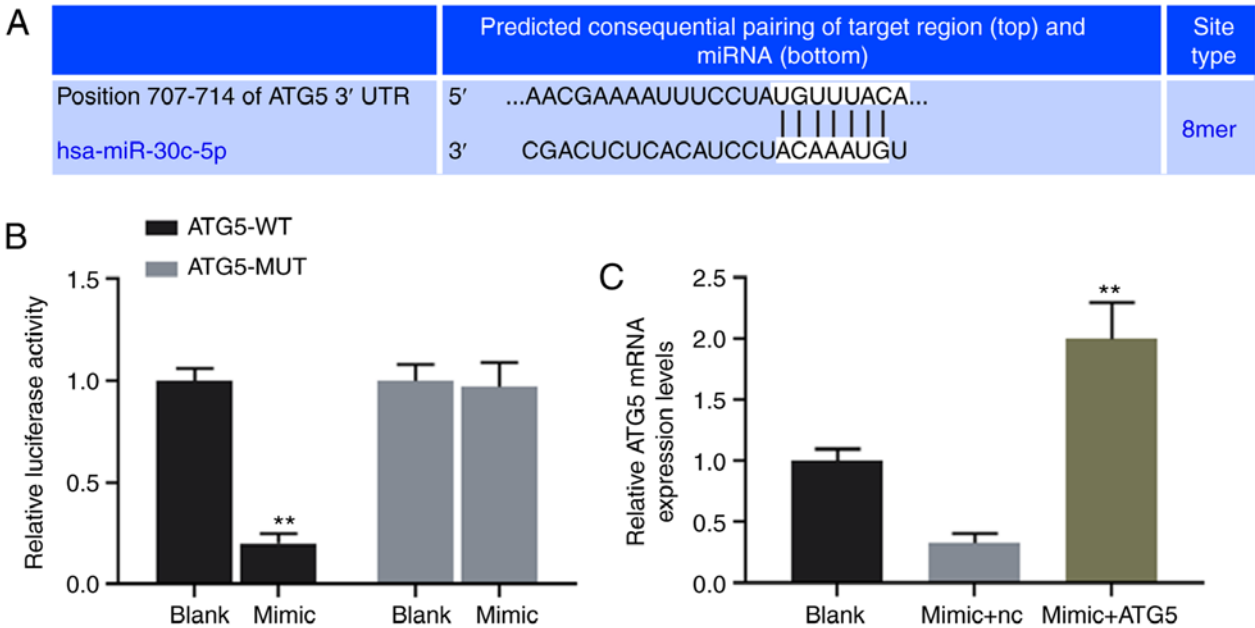 A
Predicted consequential pairing of target region (top) and
miRNA (bottom)
Site
type
Position 707-714 of ATG5 3′ UTR 5′ ...AACGAAAAUUUCCUAUGUUUACA...
hsa-miR-30c-5p 3′ CGACUCUCACAUCCUACAAAUGU
8mer
B
ATG5-WT
ATG5-MUT
Relative luciferase activity
1.5
1.0
0.5
0.0
**
Blank Mimic Blank Mimic
C
Relative ATG5 mRNA
expression levels
2.5
2.0
1.5
1.0
0.5
0.0
**
Blank Mimic+nc Mimic+ATG5